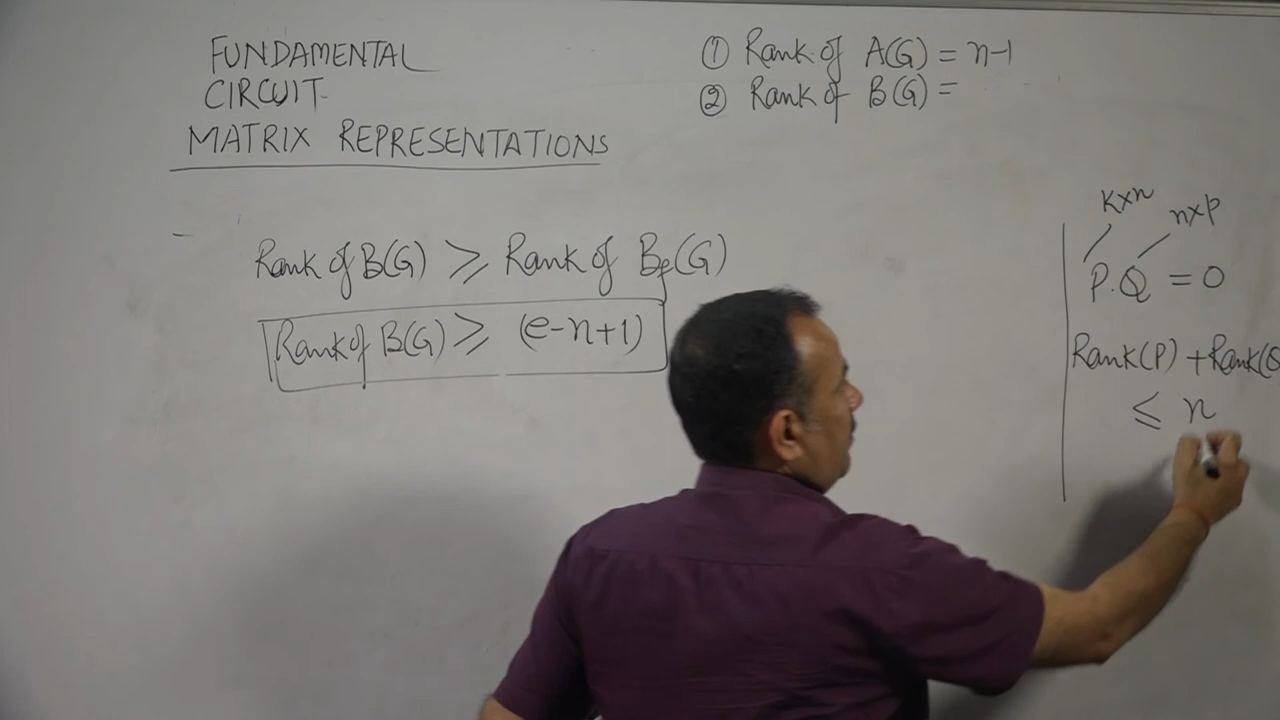 FUNDAMENTAL
CIRCUIT
MATRIX REPRESENTATIONS
① Rank of A(G) = n-1
② Rank of B(G) =
Rank of B(G) ⩾ Rank of Bf(G)
Rank of B(G) ⩾ (e-n+1)
K×n
n×p
P.Q = 0
Rank(P) + Rank(Q
⩽ n